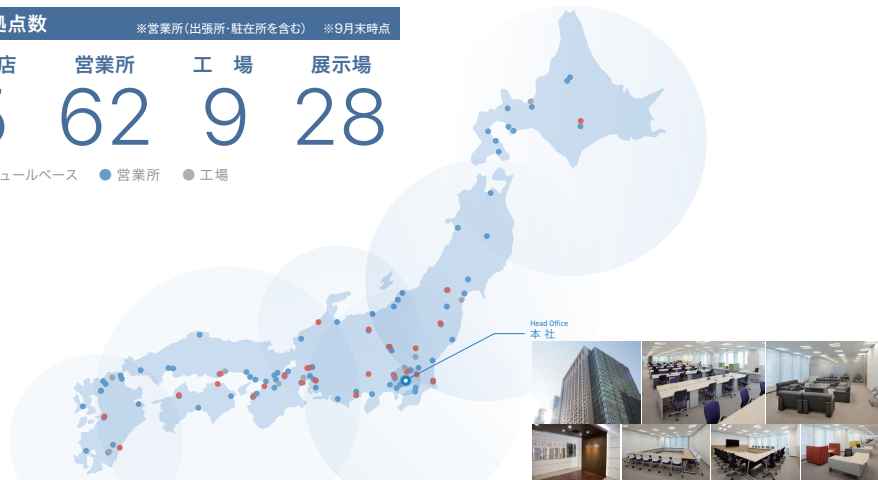 拠点数 ※営業所(出張所・駐在所を含む) ※9月末時点
店 営業所 工場 展示場
5 62 9 28
ュールベース 営業所 工場
Head Office
本社